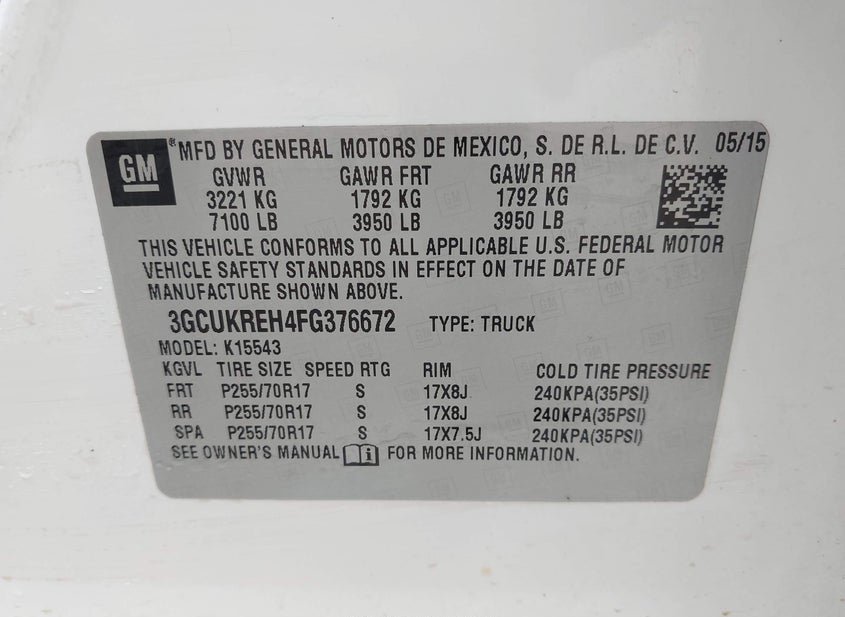 GM ® MFD BY GENERAL MOTORS DE MEXICO, S. DE R.L. DE C.V. 05/15
GVWR GAWR FRT GAWR RR
3221 KG 1792 KG 1792 KG
7100 LB 3950 LB 3950 LB
THIS VEHICLE CONFORMS TO ALL APPLICABLE U.S. FEDERAL MOTOR
VEHICLE SAFETY STANDARDS IN EFFECT ON THE DATE OF
MANUFACTURE SHOWN ABOVE.
3GCUKREH4FG376672 TYPE: TRUCK
MODEL: K15543
KGVL TIRE SIZE SPEED RTG RIM COLD TIRE PRESSURE
FRT P255/70R17 S 17X8J 240KPA(35PSI)
RR P255/70R17 S 17X8J 240KPA(35PSI)
SPA P255/70R17 S 17X7.5J 240KPA(35PSI)
SEE OWNER'S MANUAL i FOR MORE INFORMATION.